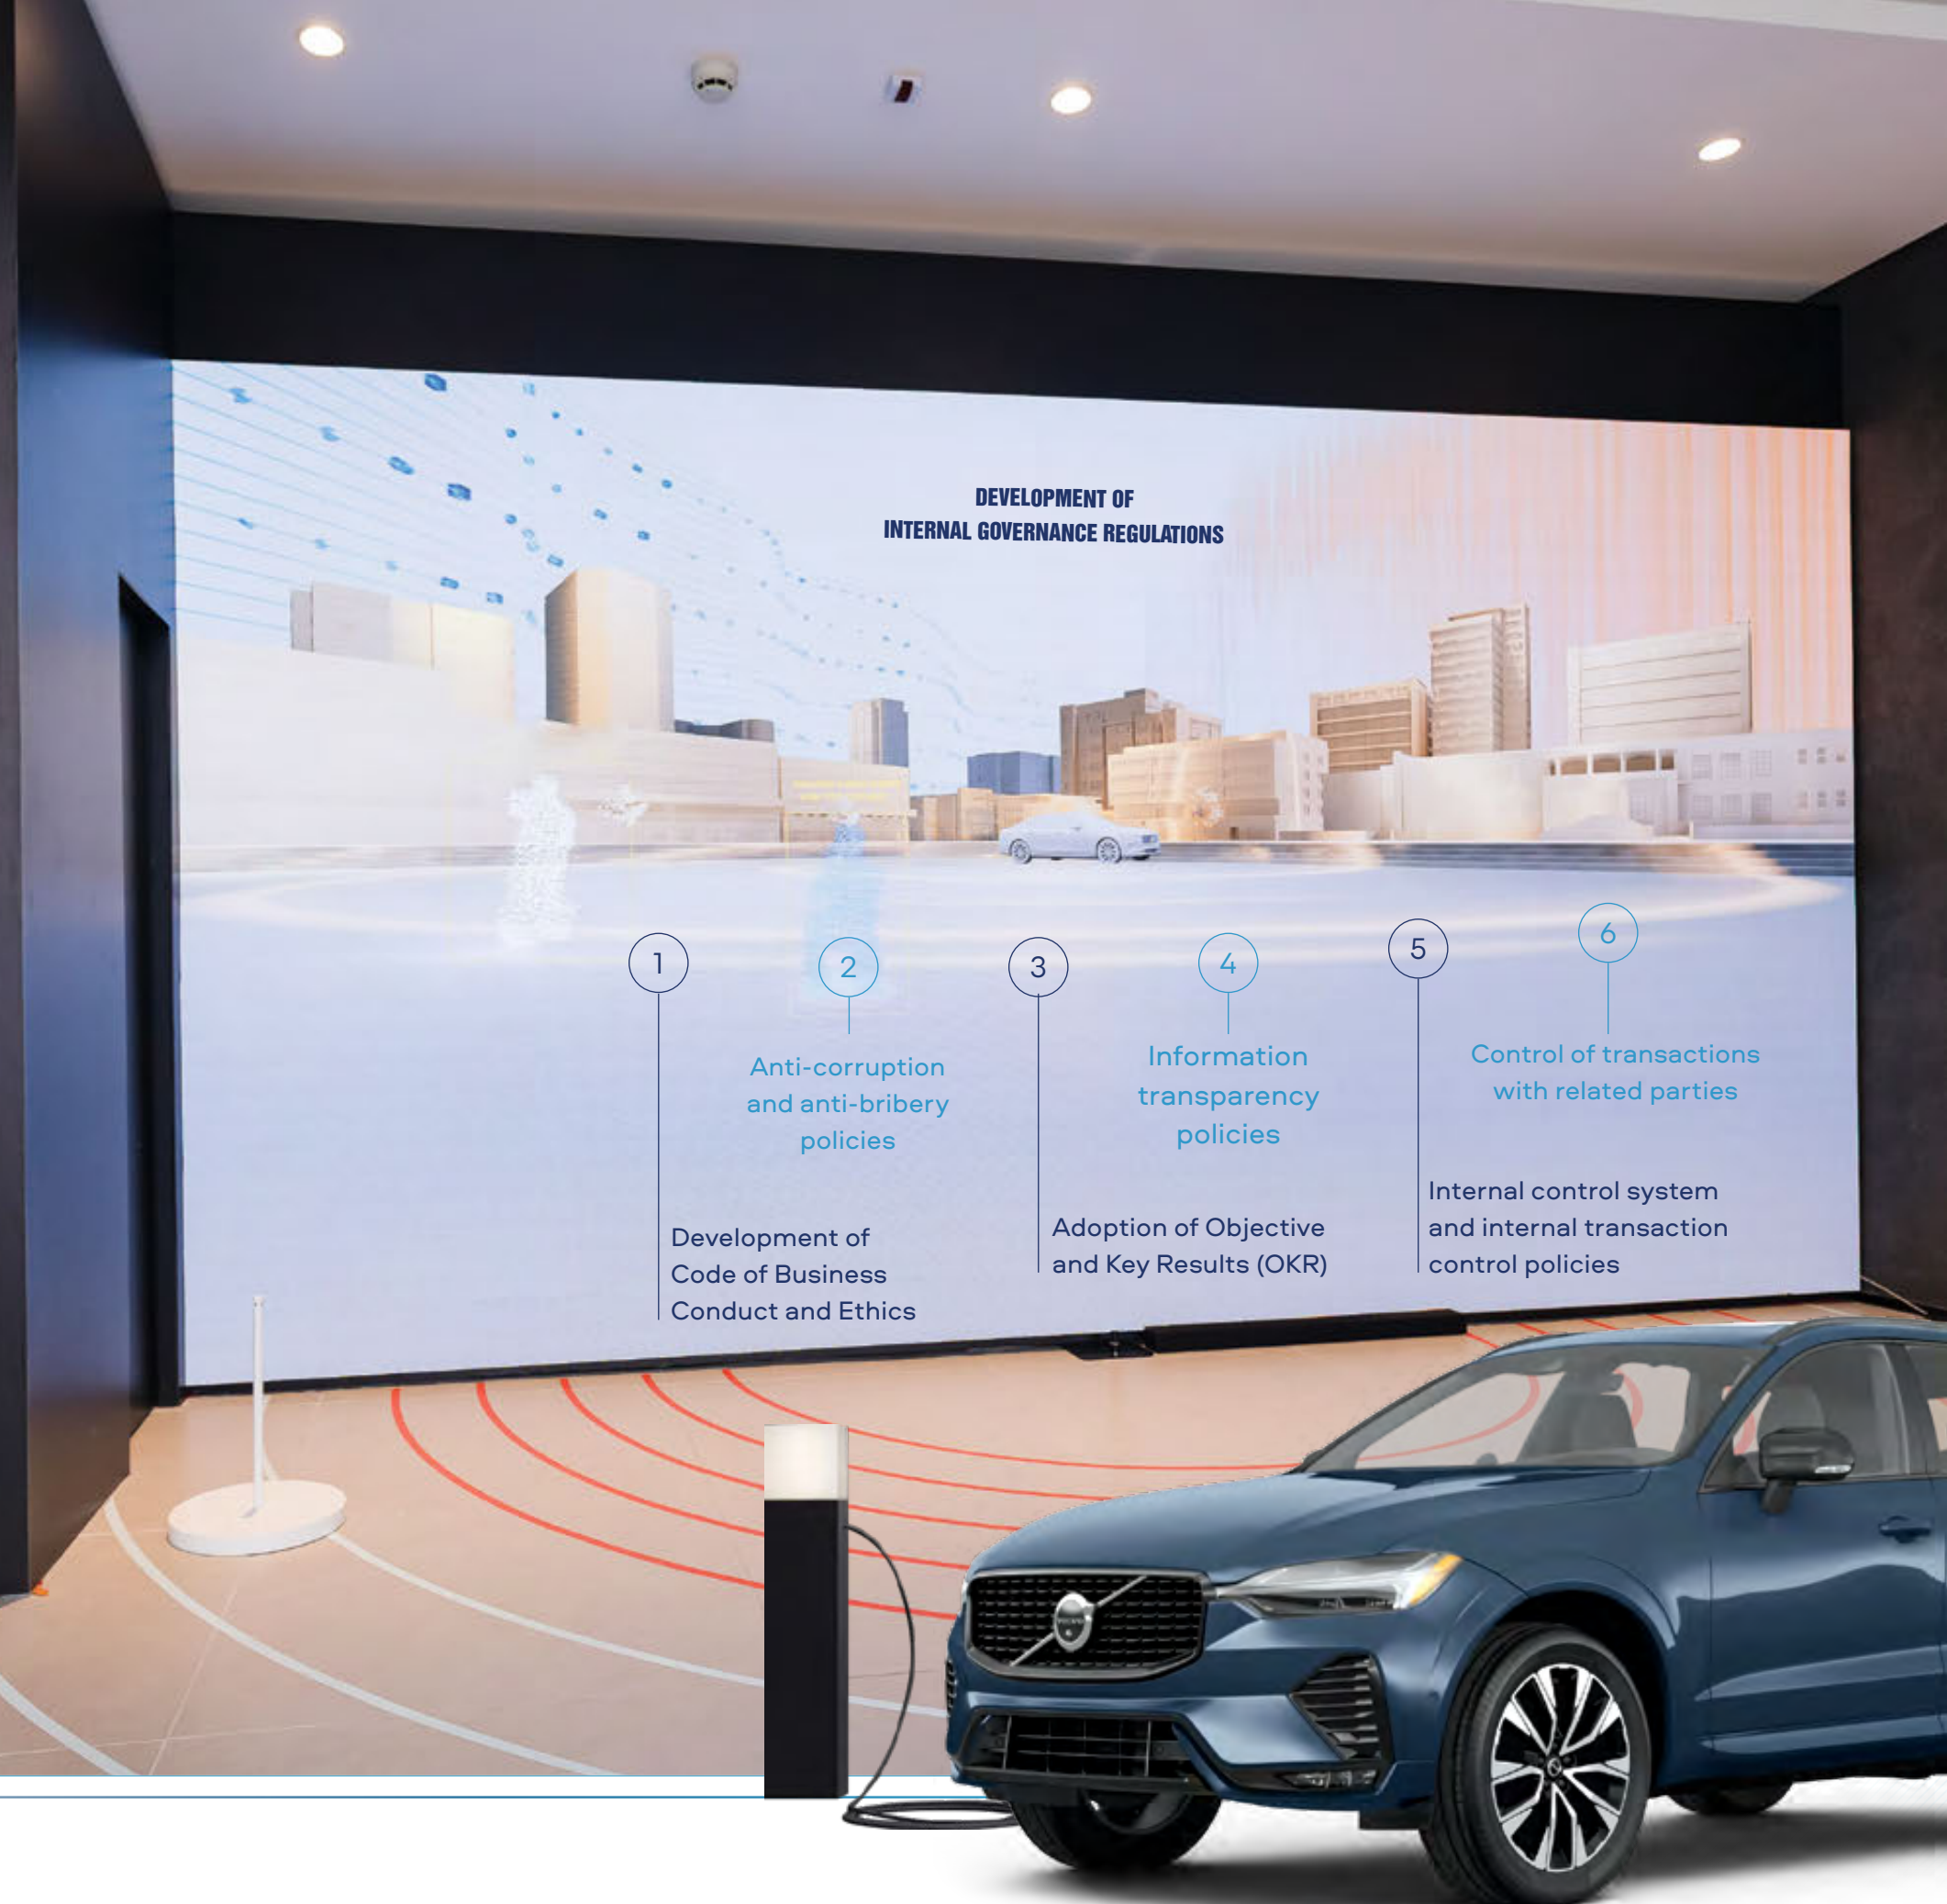 DEVELOPMENT OF
INTERNAL GOVERNANCE REGULATIONS
1
Development of
Code of Business
Conduct and Ethics
2
Anti-corruption
and anti-bribery
policies
3
Adoption of Objective
and Key Results (OKR)
4
Information
transparency
policies
5
Internal control system
and internal transaction
control policies
6
Control of transactions
with related parties
VOLVO